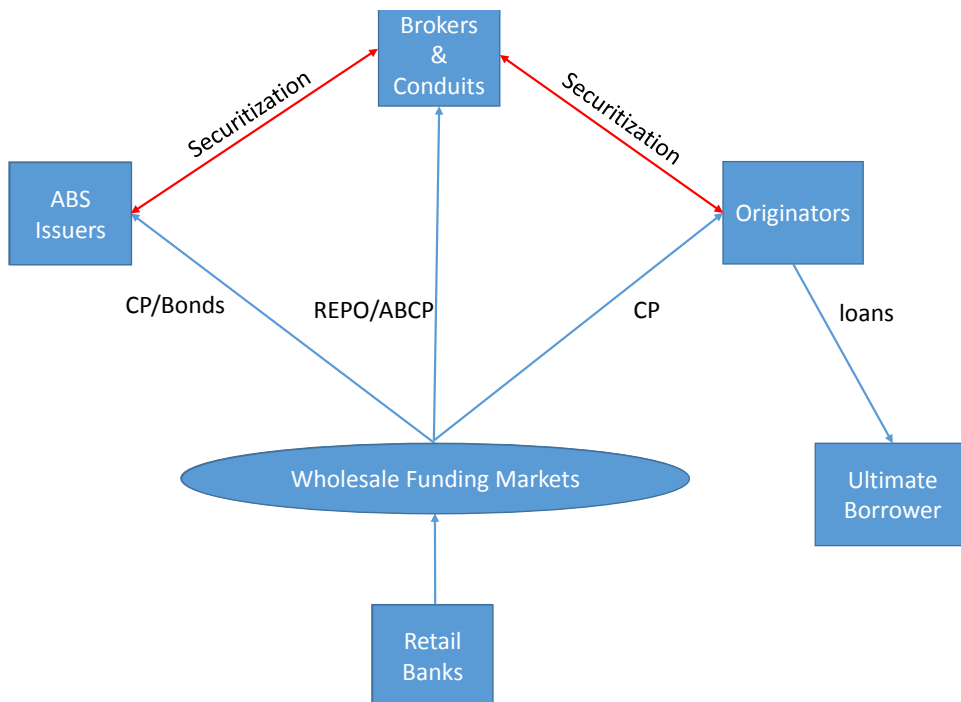 Brokers
&
Conduits
Securitization
Securitization
ABS
Issuers
Originators
CP/Bonds
REPO/ABCP
CP
loans
Wholesale Funding Markets
Ultimate
Borrower
Retail
Banks